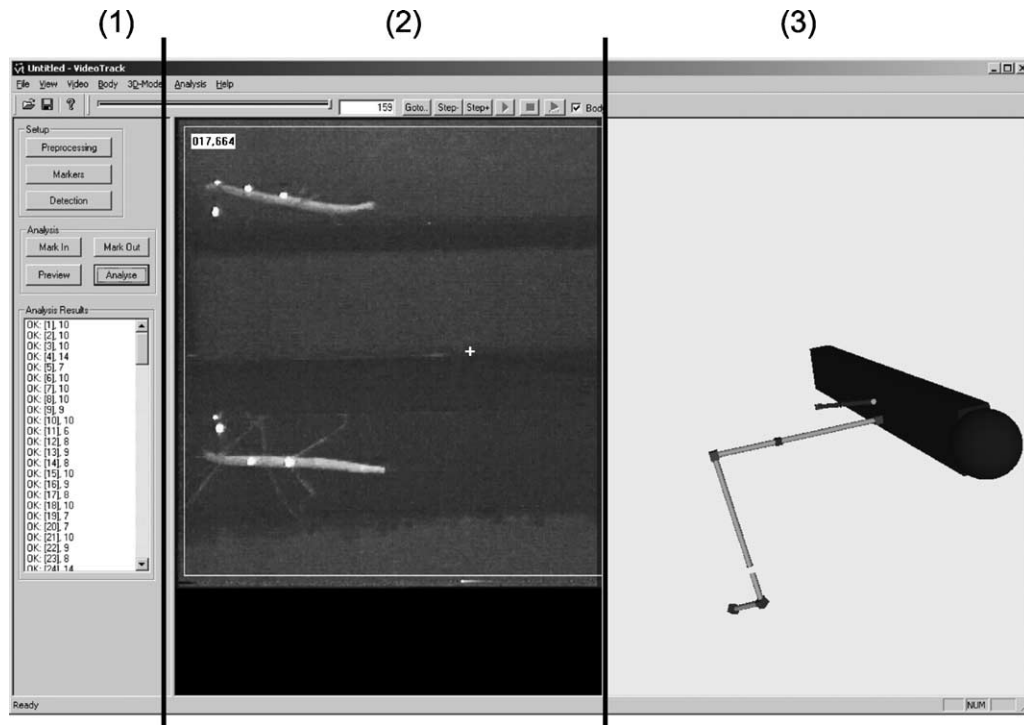 (1) (2) (3)
Untitled - VideoTrack
File View Video Body 3D-Mode Analysis Help
159 Goto.. Step- Step+ Bod
Setup
Preprocessing
Markers
Detection
017,664
Analysis
Mark In Mark Out
Preview Analyse
Analysis Results
OK: [1], 10
OK: [2], 10
OK: [3], 10
OK: [4], 14
OK: [5], 7
OK: [6], 10
OK: [7], 10
OK: [8], 10
OK: [9], 9
OK: [10], 10
OK: [11], 6
OK: [12], 8
OK: [13], 9
OK: [14], 8
OK: [15], 10
OK: [16], 9
OK: [17], 8
OK: [18], 10
OK: [19], 7
OK: [20], 7
OK: [21], 10
OK: [22], 9
OK: [23], 8
OK: [24], 14
Ready NUM